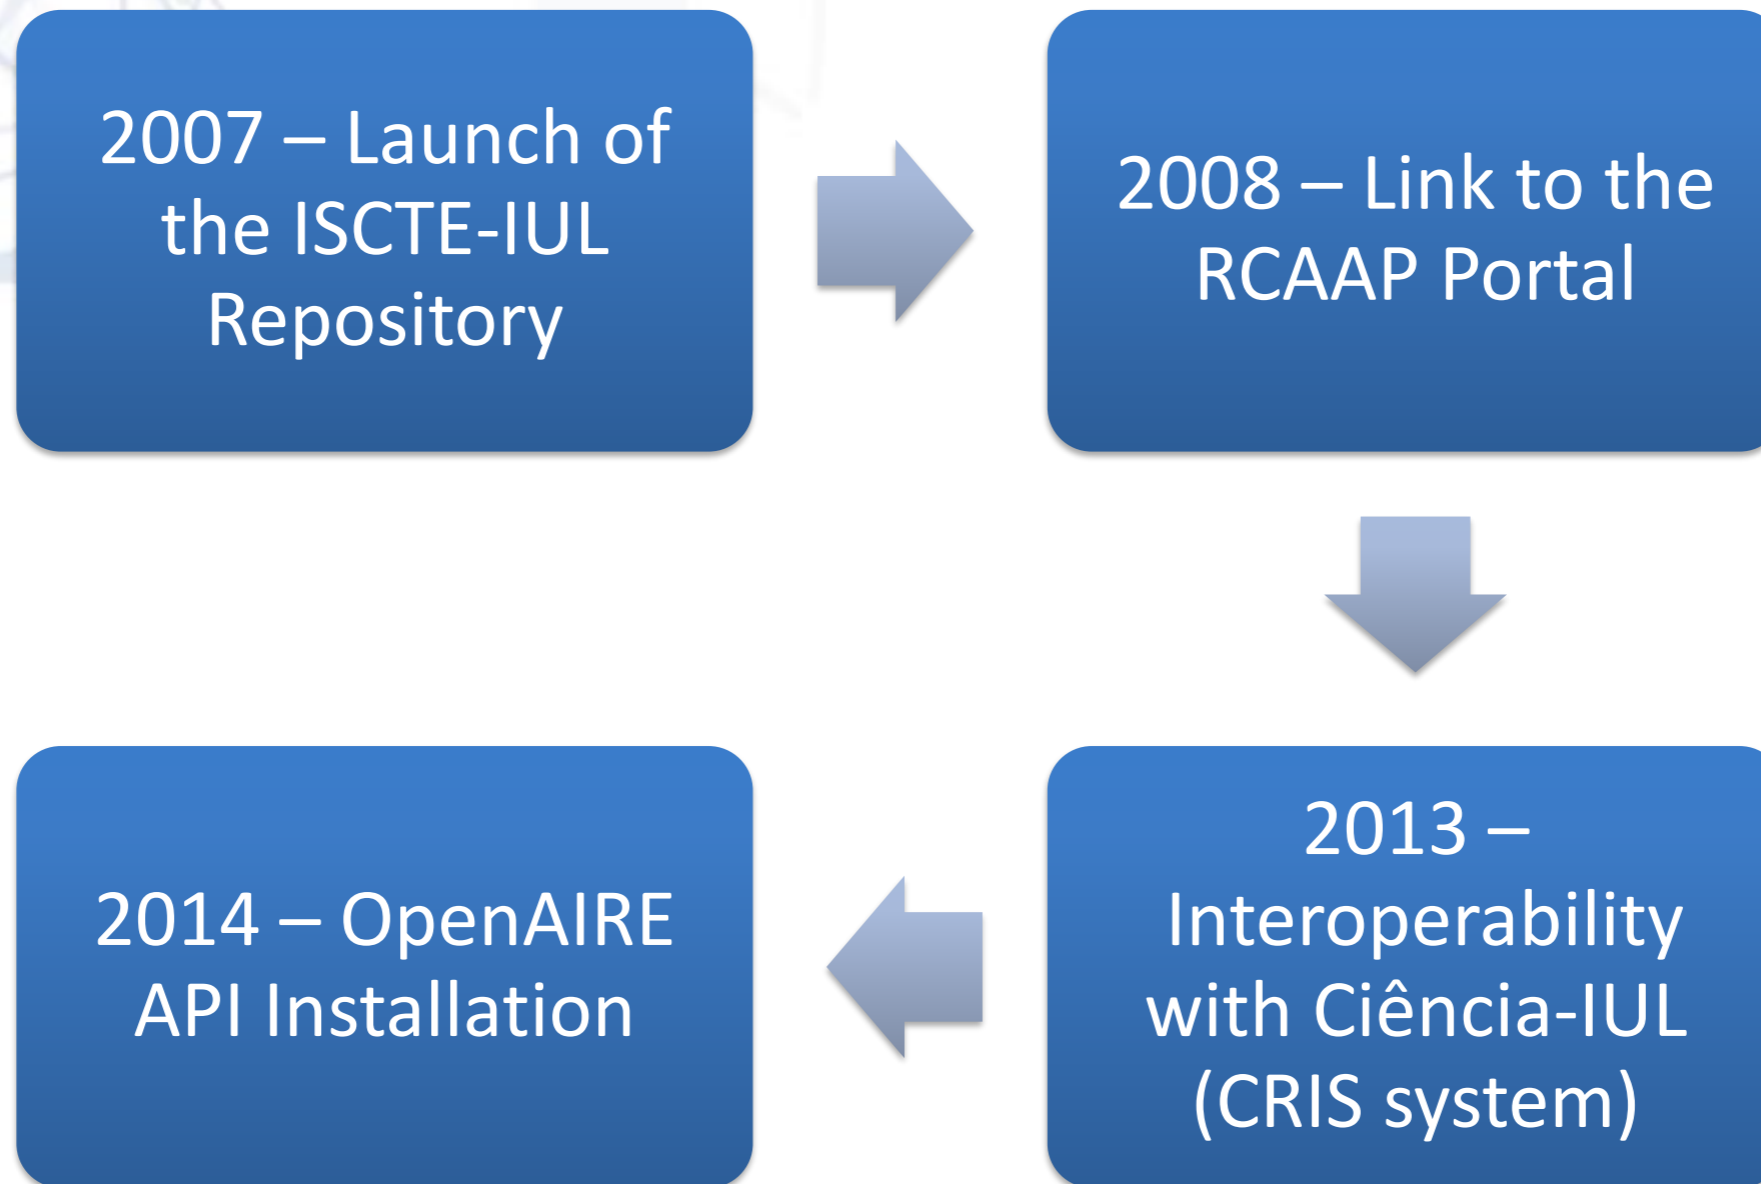 2007 – Launch of
the ISCTE-IUL
Repository
2008 – Link to the
RCAAP Portal
2013 –
Interoperability
with Ciência-IUL
(CRIS system)
2014 – OpenAIRE
API Installation